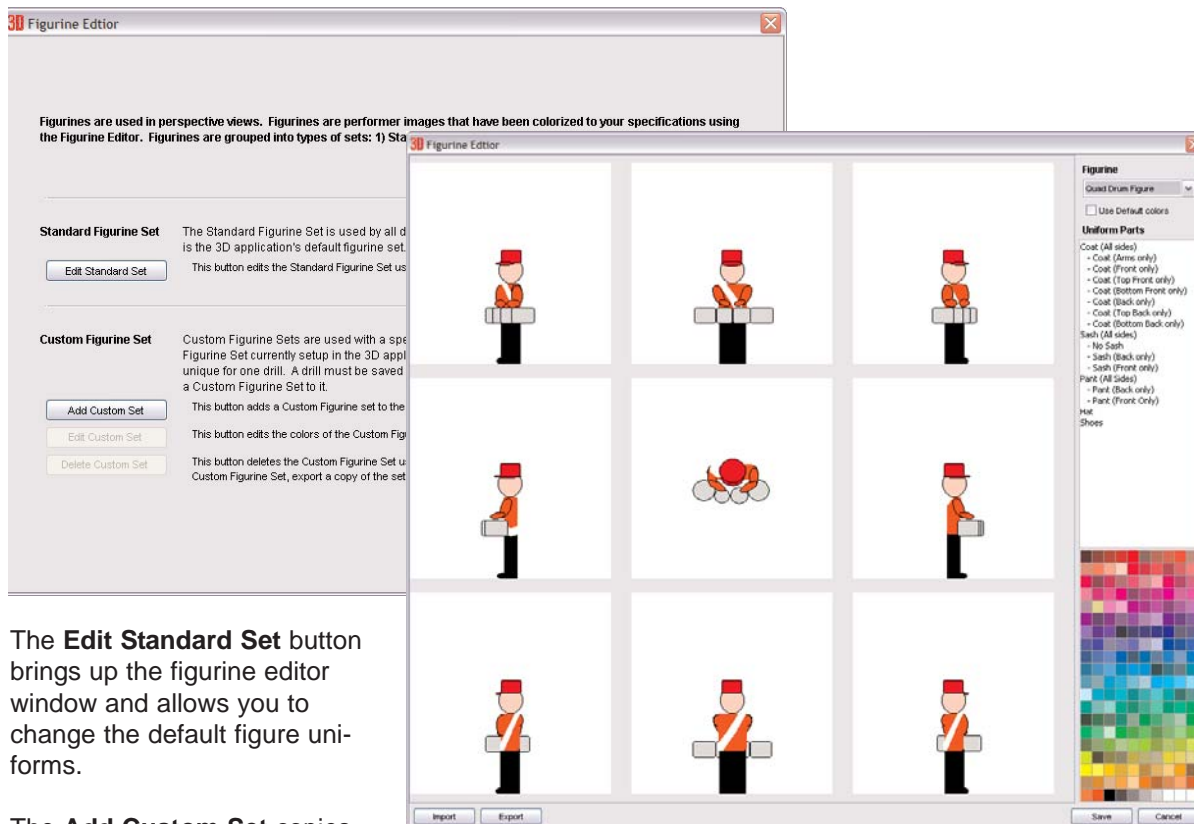 3D Figurine Edtior
Figurines are used in perspective views. Figurines are performer images that have been colorized to your specifications using
the Figurine Editor. Figurines are grouped into types of sets: 1) Sta
Standard Figurine Set
The Standard Figurine Set is used by all d
is the 3D application's default figurine set.
Edit Standard Set
This button edits the Standard Figurine Set us
Custom Figurine Set
Custom Figurine Sets are used with a spe
Figurine Set currently setup in the 3D appl
unique for one drill. A drill must be saved
a Custom Figurine Set to it.
Add Custom Set
This button adds a Custom Figurine set to the
Edit Custom Set
This button edits the colors of the Custom Fig
Delete Custom Set
This button deletes the Custom Figurine Set u
Custom Figurine Set, export a copy of the set
3D Figurine Edtior
Figurine
Quad Drum Figure
Use Default colors
Uniform Parts
Coat (All sides)
- Coat (Arms only)
- Coat (Front only)
- Coat (Top Front only)
- Coat (Bottom Front only)
- Coat (Back only)
- Coat (Top Back only)
- Coat (Bottom Back only)
Sash (All sides)
- No Sash
- Sash (Back only)
- Sash (Front only)
Pant (All Sides)
- Pant (Back only)
- Pant (Front Only)
Hat
Shoes
Import
Export
Save
Cancel
The Edit Standard Set button
brings up the figurine editor
window and allows you to
change the default figure uni-
forms.
The Add Custom Set copies